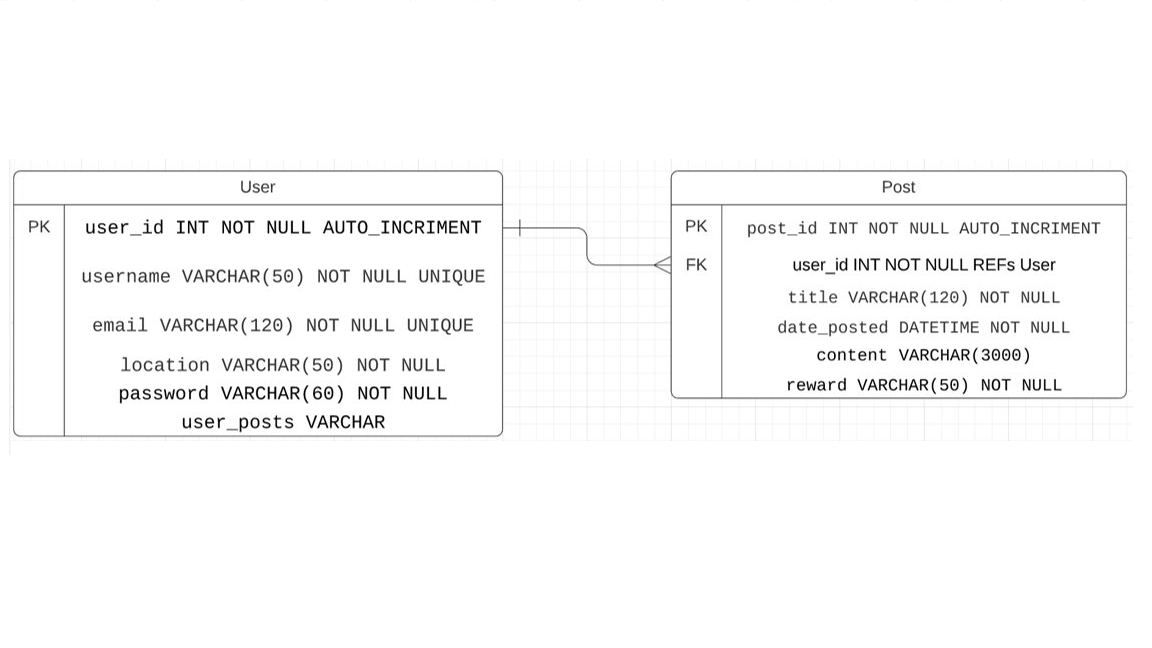 User
PK user_id INT NOT NULL AUTO_INCRIMENT
username VARCHAR(50) NOT NULL UNIQUE
email VARCHAR(120) NOT NULL UNIQUE
location VARCHAR(50) NOT NULL
password VARCHAR(60) NOT NULL
user_posts VARCHAR
Post
PK post_id INT NOT NULL AUTO_INCRIMENT
FK user_id INT NOT NULL REFs User
title VARCHAR(120) NOT NULL
date_posted DATETIME NOT NULL
content VARCHAR(3000)
reward VARCHAR(50) NOT NULL